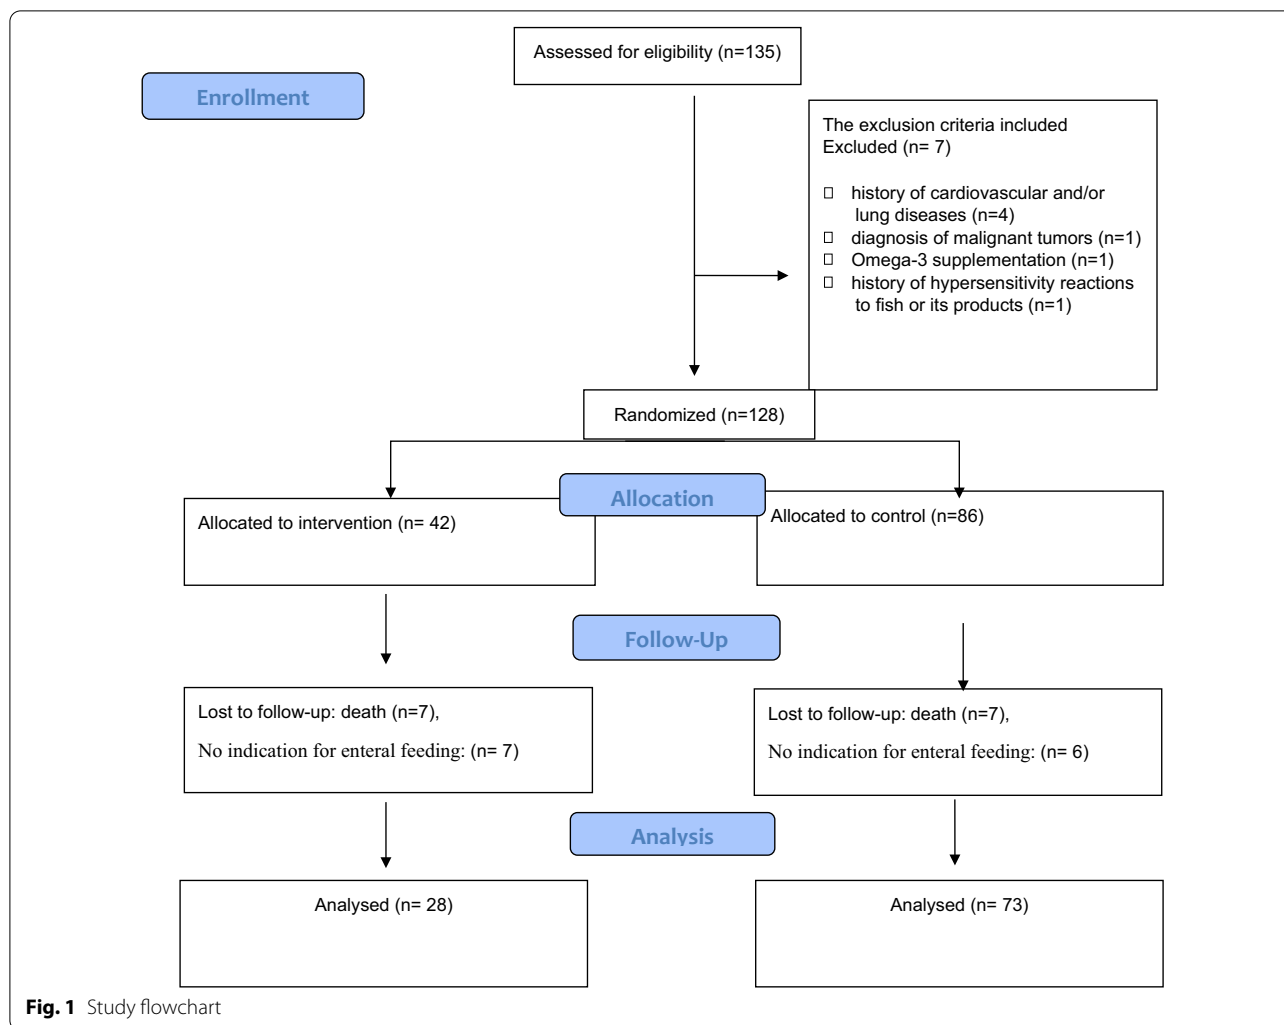 Assessed for eligibility (n=135)
Enrollment
The exclusion criteria included
Excluded (n= 7)
history of cardiovascular and/or
lung diseases (n=4)
diagnosis of malignant tumors (n=1)
Omega-3 supplementation (n=1)
history of hypersensitivity reactions
to fish or its products (n=1)
Randomized (n=128)
Allocation
Allocated to intervention (n= 42)
Allocated to control (n=86)
Follow-Up
Lost to follow-up: death (n=7),
No indication for enteral feeding: (n= 7)
Lost to follow-up: death (n=7),
No indication for enteral feeding: (n= 6)
Analysis
Analysed (n= 28)
Analysed (n= 73)
Fig. 1 Study flowchart